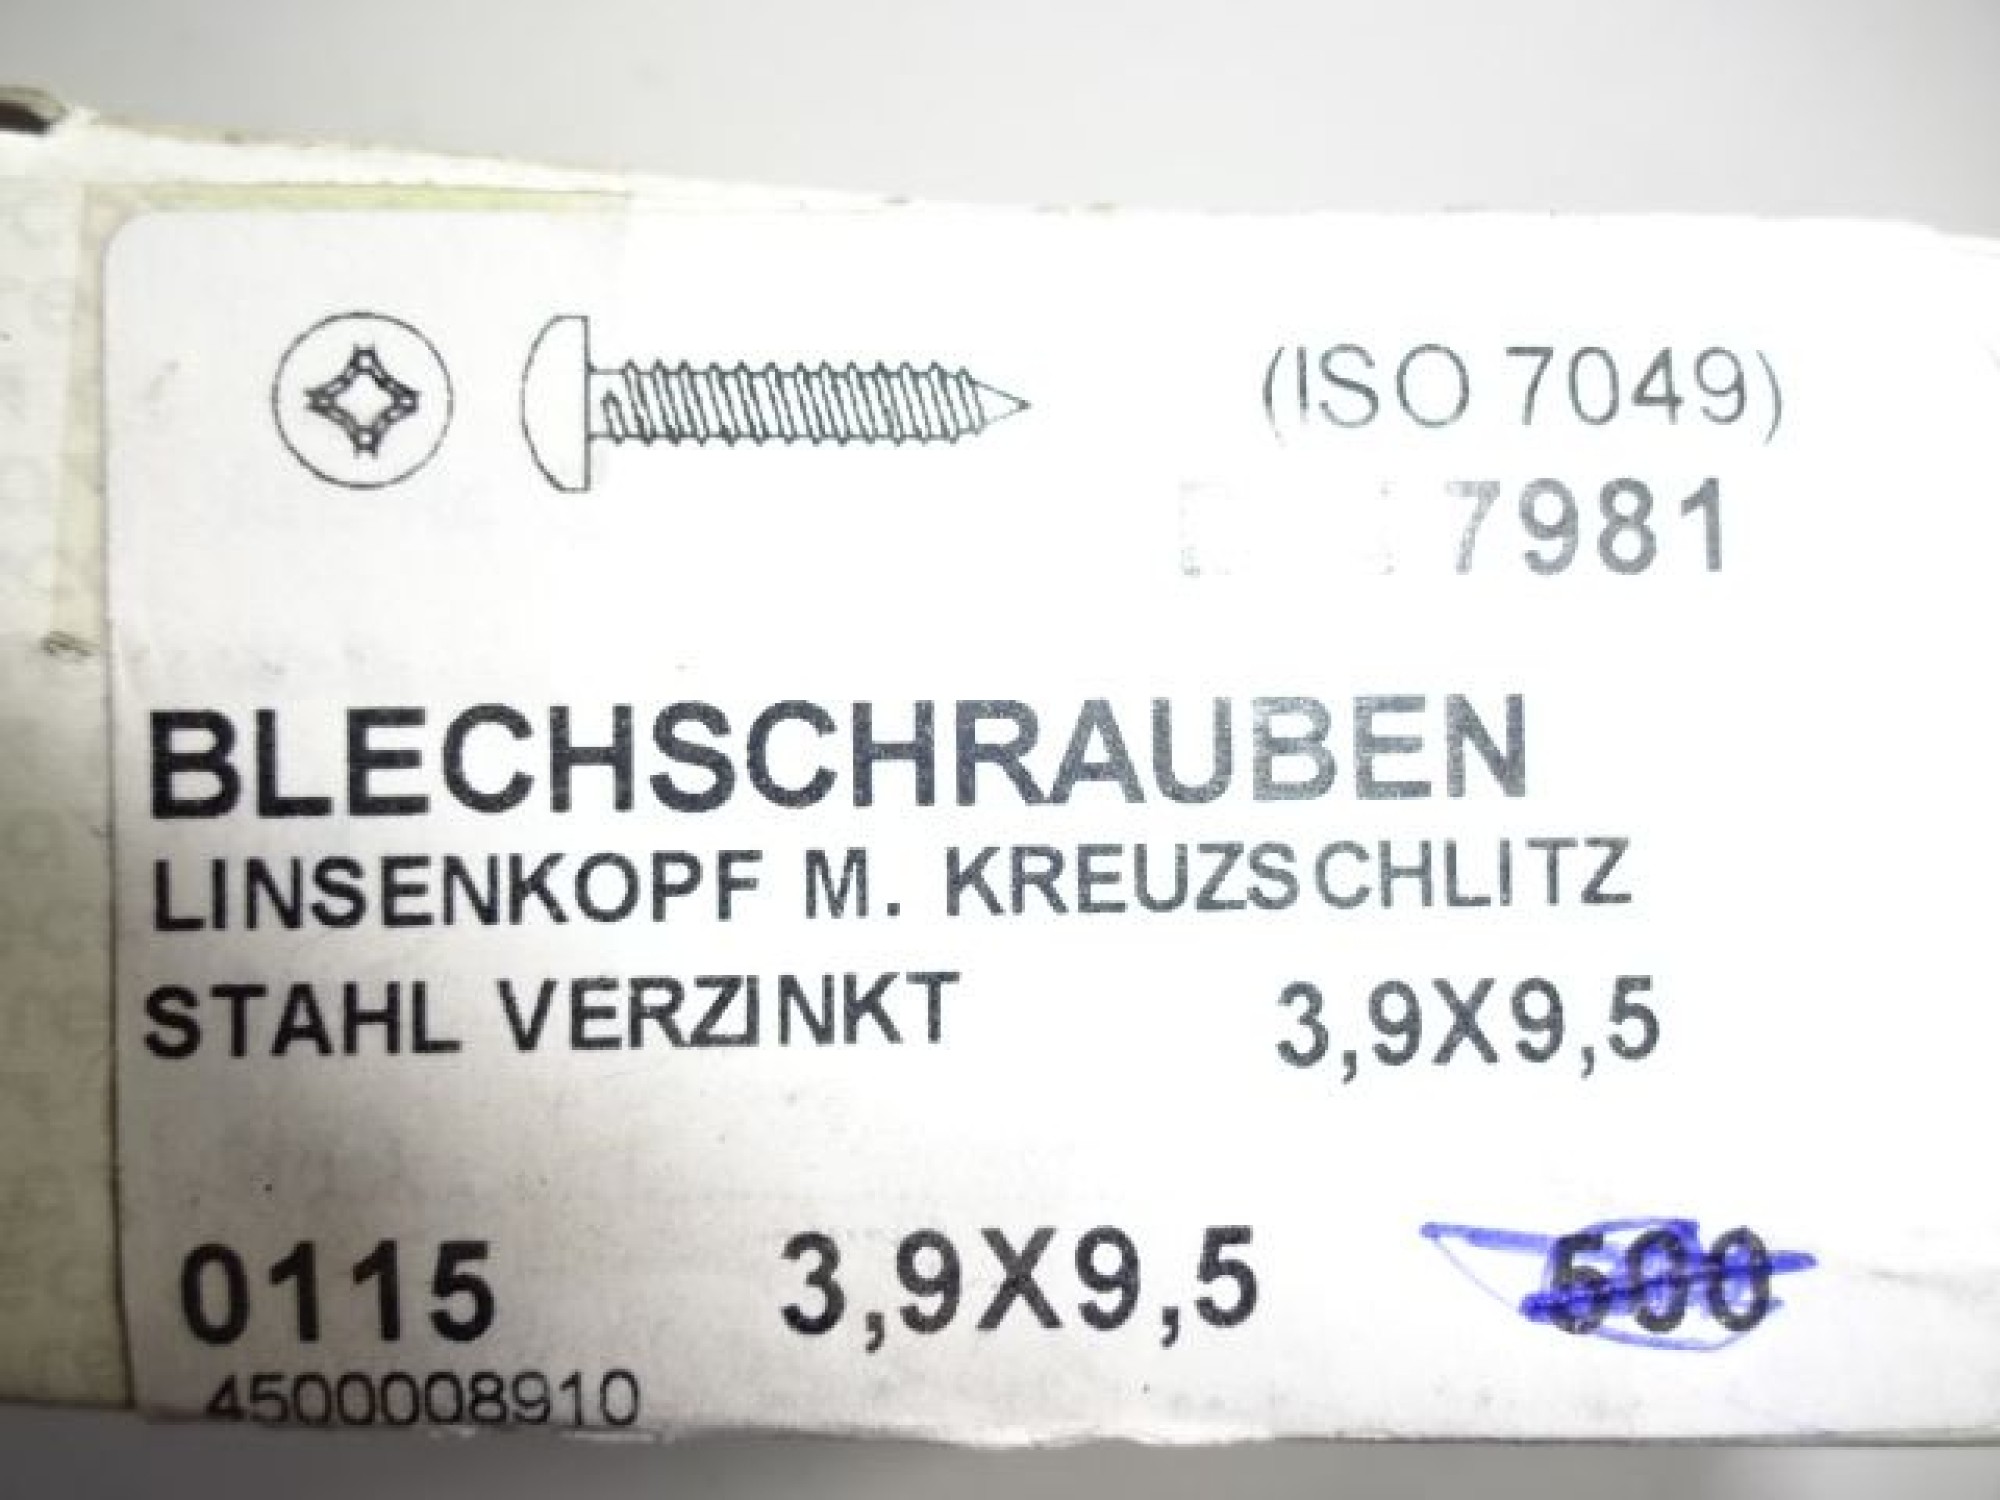 (ISO 7049)
7981
BLECHSCHRAUBEN
LINSENKOPF M. KREUZSCHLITZ
STAHL VERZINKT 3,9X9,5
0115 3,9X9,5 500
4500008910